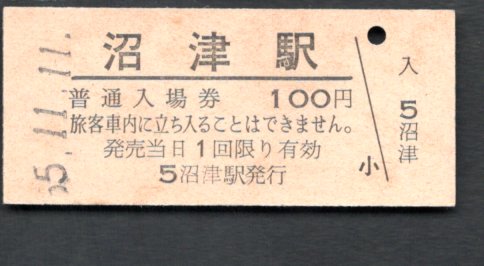 沼津駅
普通入場券 100円
旅客車内に立ち入ることはできません。
発売当日1回限り有効
5沼津駅発行
小
入
5
沼津
55.11.11.